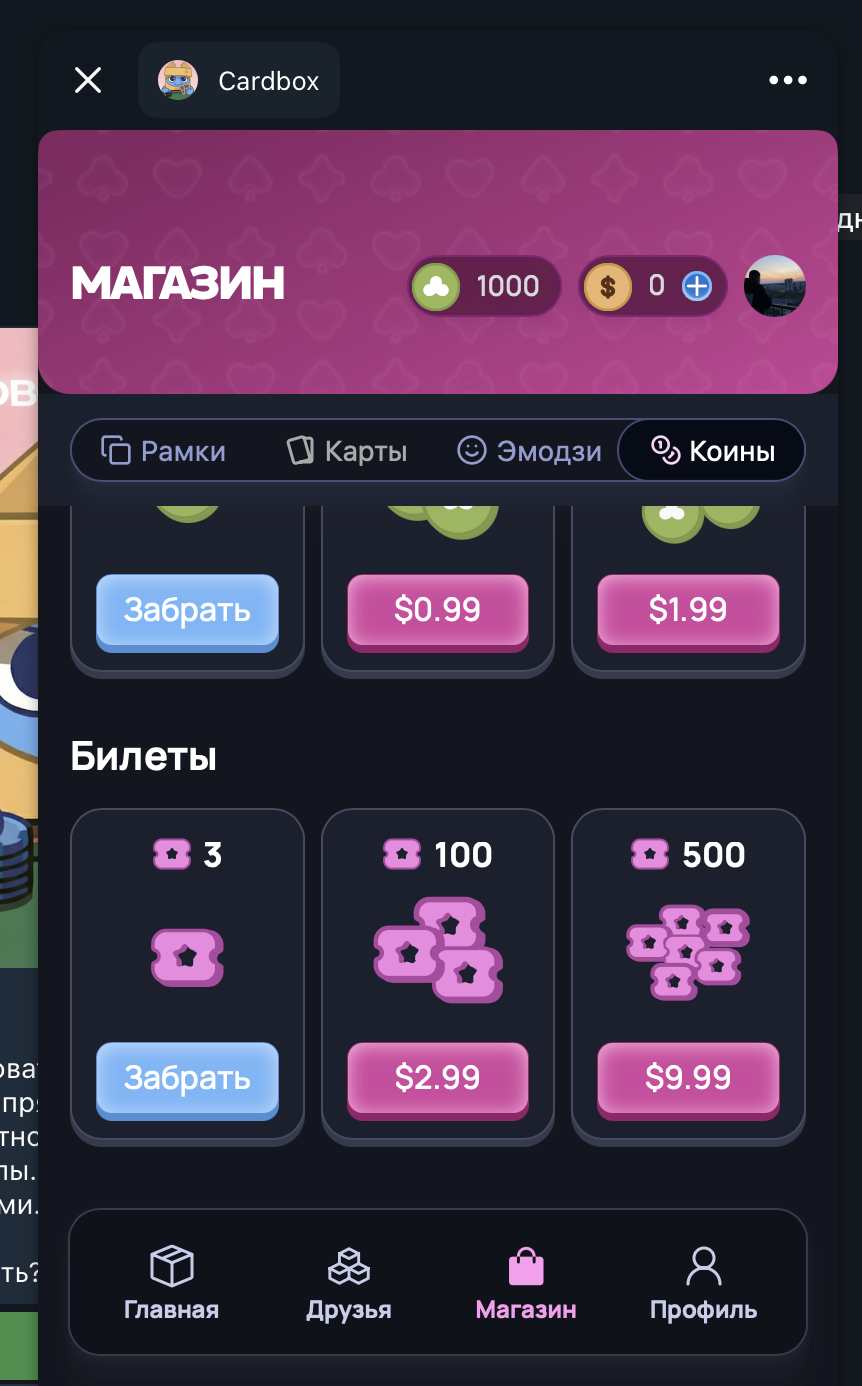 Cardbox
МАГАЗИН
1000
$
0
Рамки
Карты
Эмодзи
Коины
Забрать
$0.99
$1.99
Билеты
3
100
500
Забрать
$2.99
$9.99
Главная
Друзья
Магазин
Профиль